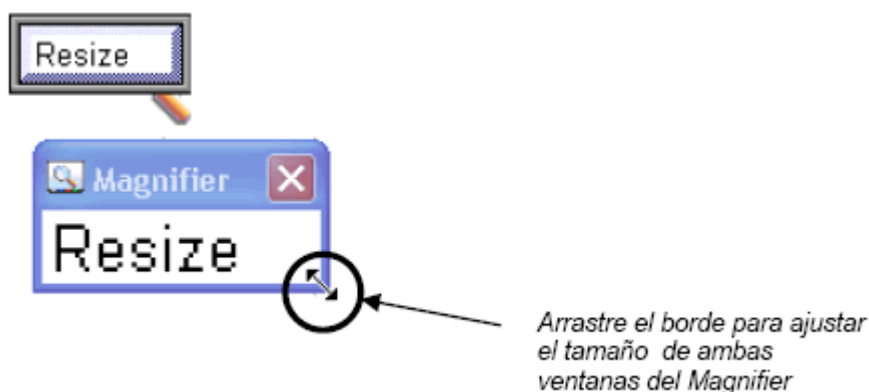 Resize
Magnifier
Resize
Arrastre el borde para ajustar
el tamaño de ambas
ventanas del Magnifier